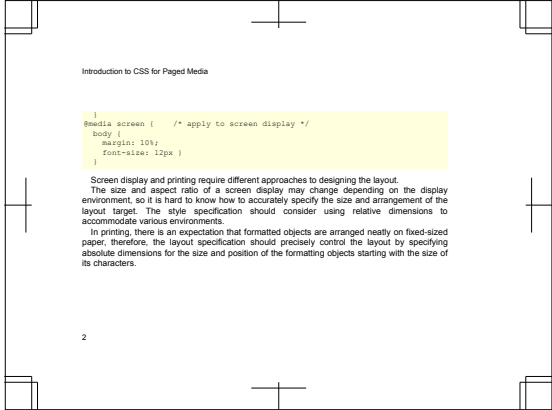 Introduction to CSS for Paged Media
}
@media screen {    /* apply to screen display */
  body {
    margin: 10%;
    font-size: 12px }
  }
Screen display and printing require different approaches to designing the layout.
The size and aspect ratio of a screen display may change depending on the display
environment, so it is hard to know how to accurately specify the size and arrangement of the
layout target. The style specification should consider using relative dimensions to
accommodate various environments.
In printing, there is an expectation that formatted objects are arranged neatly on fixed-sized
paper, therefore, the layout specification should precisely control the layout by specifying
absolute dimensions for the size and position of the formatting objects starting with the size of
its characters.
2